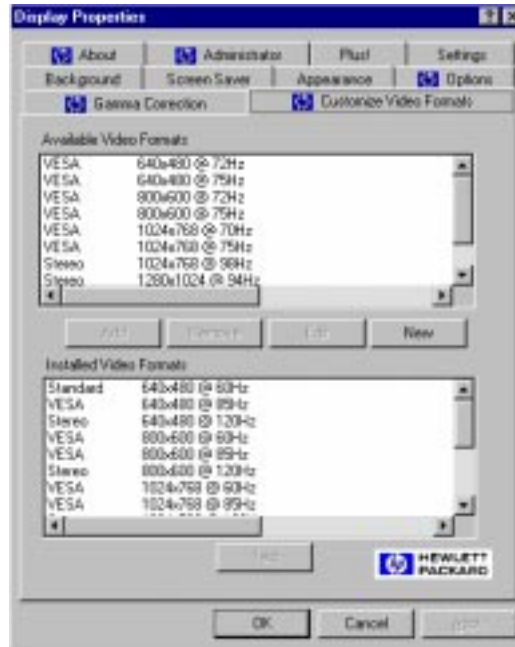 Display Properties
About Administrator Plus! Settings
Background Screen Saver Appearance Options
Gamma Correction Customize Video Formats
Available Video Formats
VESA 640x480 @ 72Hz
VESA 640x480 @ 75Hz
VESA 800x600 @ 72Hz
VESA 800x600 @ 75Hz
VESA 1024x768 @ 70Hz
VESA 1024x768 @ 75Hz
Stereo 1024x768 @ 98Hz
Stereo 1280x1024 @ 94Hz
Add Remove Edit New
Installed Video Formats
Standard 640x480 @ 60Hz
VESA 640x480 @ 85Hz
Stereo 640x480 @ 120Hz
VESA 800x600 @ 60Hz
VESA 800x600 @ 85Hz
Stereo 800x600 @ 120Hz
VESA 1024x768 @ 60Hz
VESA 1024x768 @ 85Hz
Test
hp HEWLETT
PACKARD
OK Cancel Apply